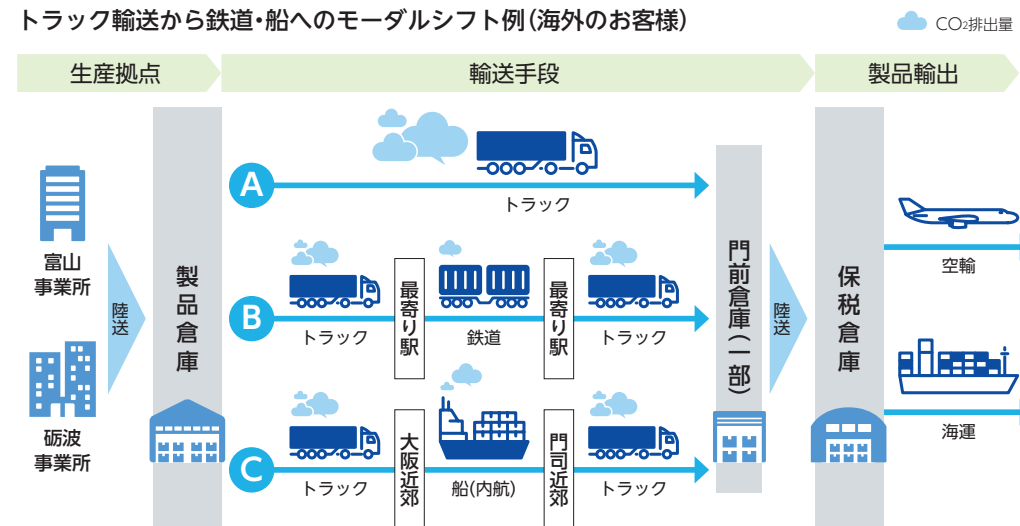 トラック輸送から鉄道・船へのモーダルシフト例（海外のお客様）
CO₂排出量
生産拠点
輸送手段
製品輸出
富山
事業所
砺波
事業所
陸送
製品倉庫
A
トラック
B
トラック
最寄り駅
鉄道
最寄り駅
トラック
C
トラック
大阪近郊
船(内航)
門司近郊
トラック
門前倉庫（一部）
陸送
保税倉庫
空輸
海運